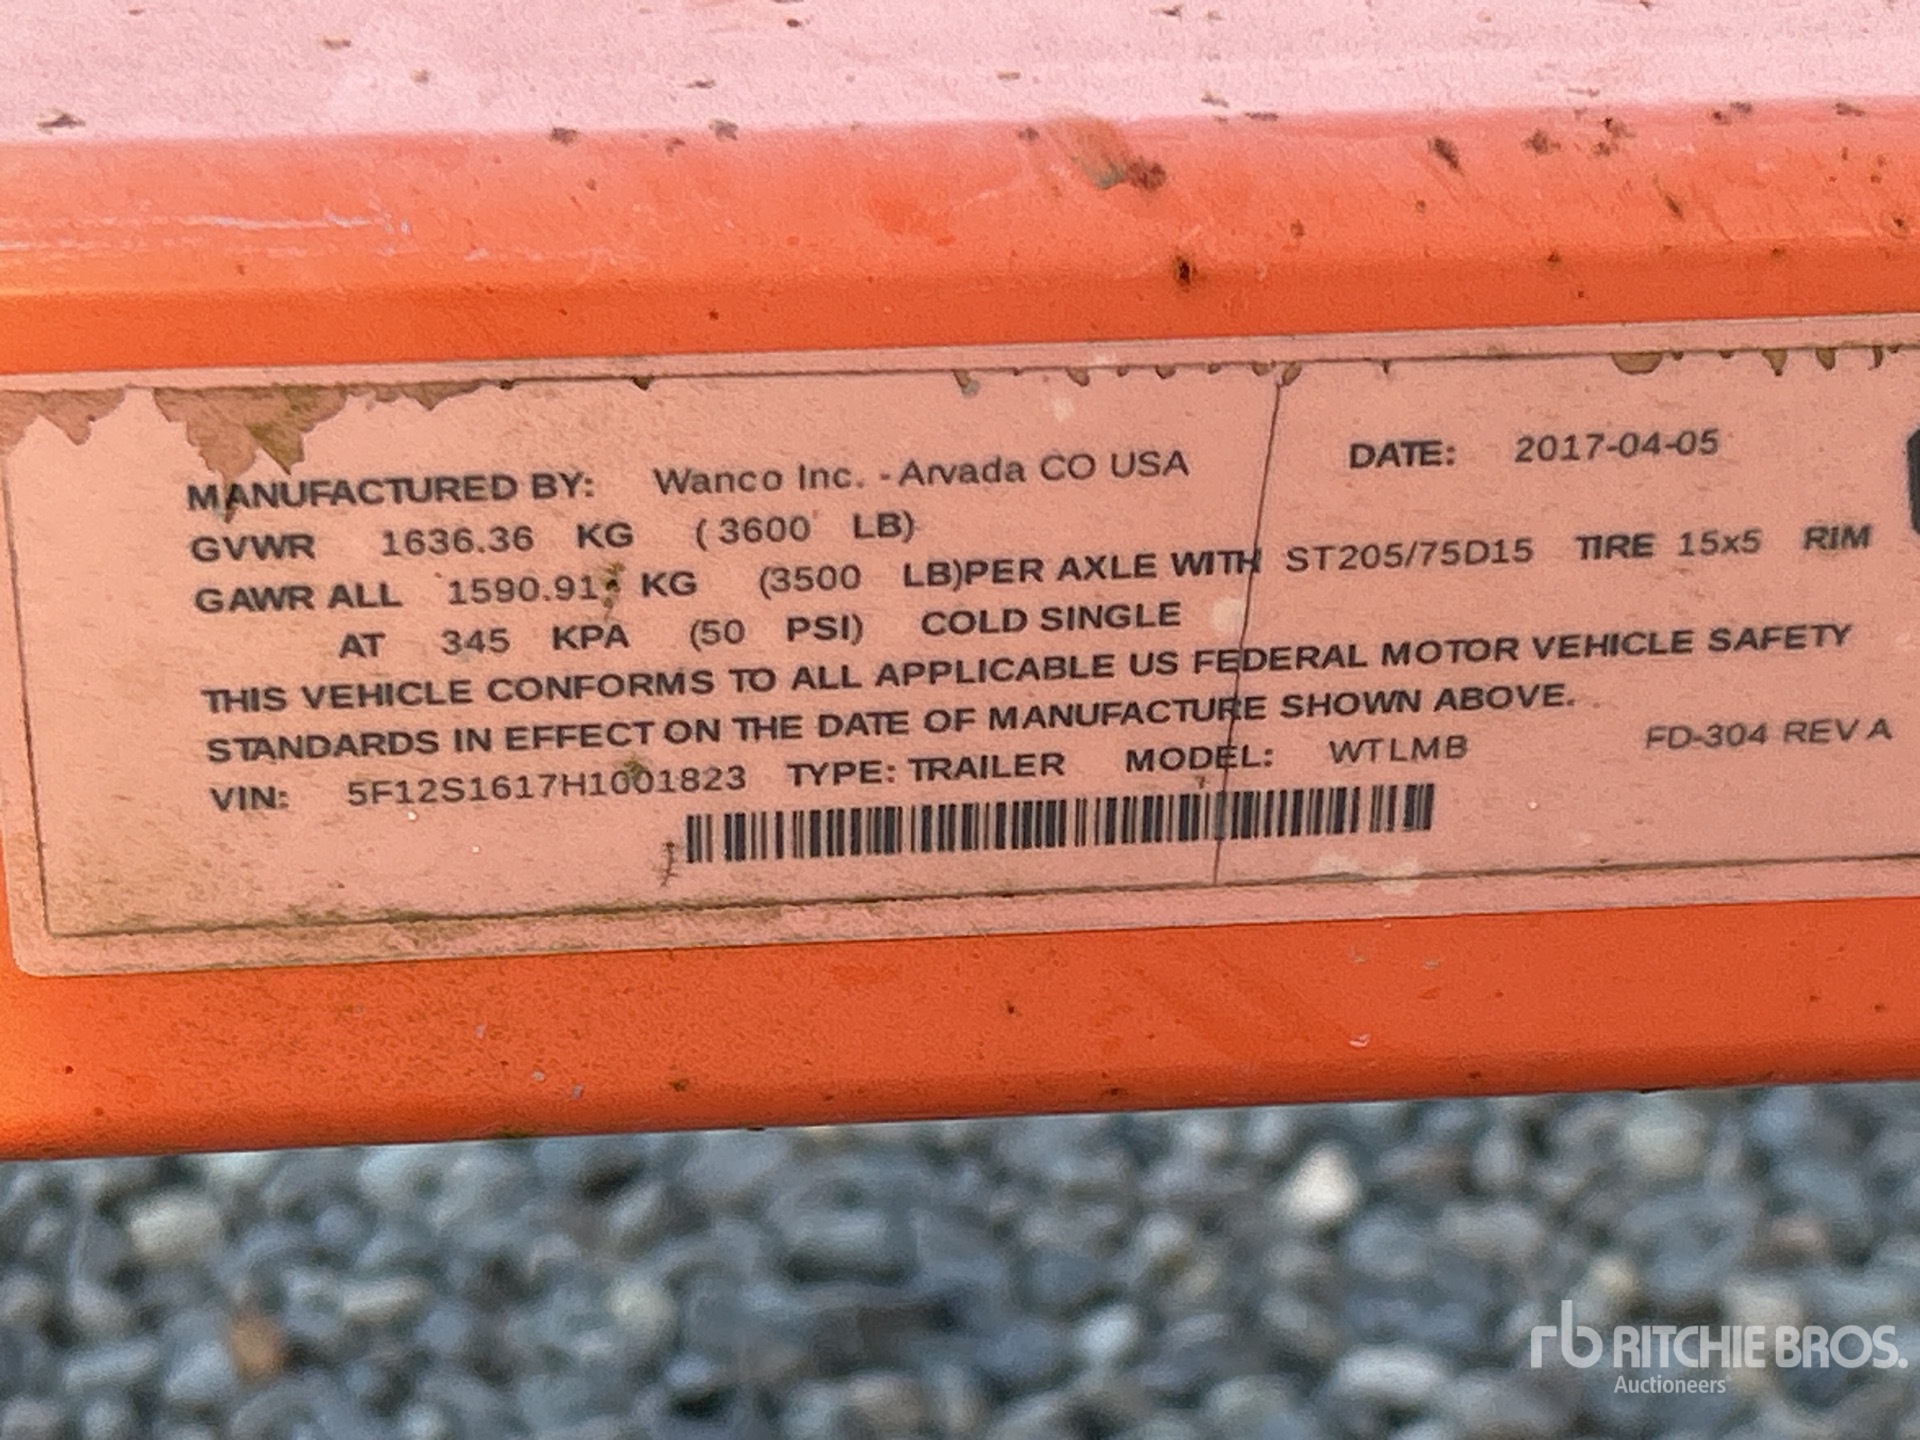 MANUFACTURED BY: Wanco Inc. - Arvada CO USA DATE: 2017-04-05
GVWR 1636.36 KG (3600 LB)
GAWR ALL 1590.91 KG (3500 LB)PER AXLE WITH ST205/75D15 TIRE 15x5 RIM
AT 345 KPA (50 PSI) COLD SINGLE
THIS VEHICLE CONFORMS TO ALL APPLICABLE US FEDERAL MOTOR VEHICLE SAFETY
STANDARDS IN EFFECT ON THE DATE OF MANUFACTURE SHOWN ABOVE.
VIN: 5F12S1617H1001823 TYPE: TRAILER MODEL: WTLMB FD-304 REV A
rb RITCHIE BROS.
Auctioneers